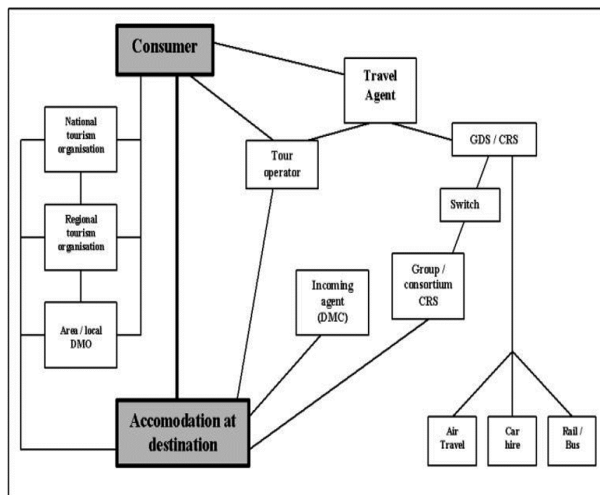 Consumer
Travel
Agent
National
tourism
organisation
Tour
operator
GDS / CRS
Switch
Regional
tourism
organisation
Group /
consortium
CRS
Incoming
agent
(DMC)
Area / local
DMO
Accomodation at
destination
Air
Travel
Car
hire
Rail /
Bus